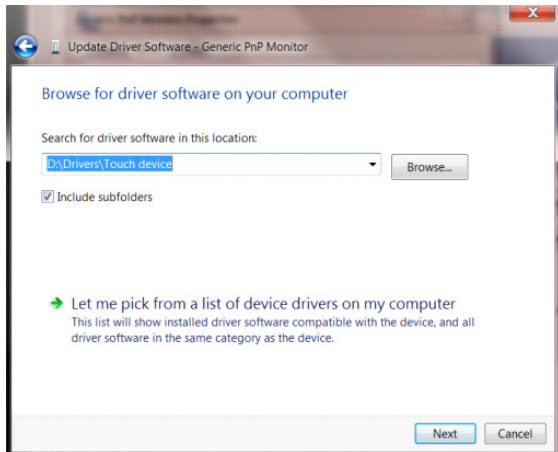 Update Driver Software - Generic PnP Monitor
Browse for driver software on your computer
Search for driver software in this location:
D:\Drivers\Touch device
Browse...
Include subfolders
Let me pick from a list of device drivers on my computer
This list will show installed driver software compatible with the device, and all
driver software in the same category as the device.
Next
Cancel